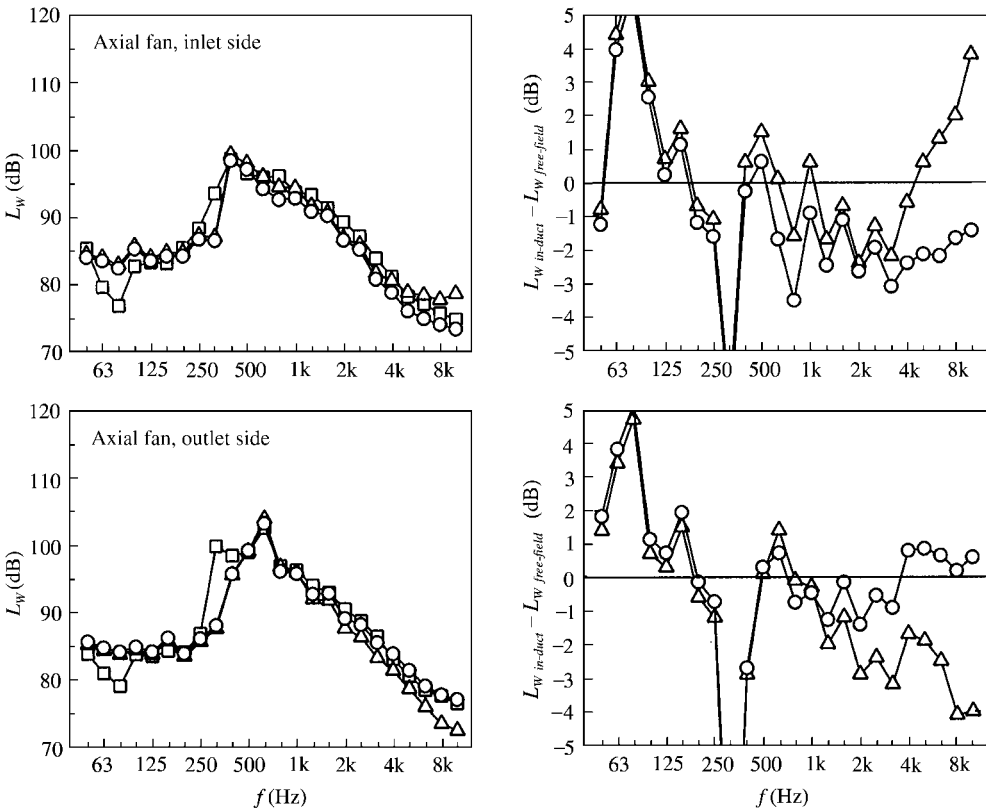 120
110
100
90
80
70
L_W (dB)
Axial fan, inlet side
63 125 250 500 1k 2k 4k 8k
5
4
3
2
1
0
−1
−2
−3
−4
−5
L_W in-duct − L_W free-field (dB)
63 125 250 500 1k 2k 4k 8k
120
110
100
90
80
70
L_W (dB)
Axial fan, outlet side
63 125 250 500 1k 2k 4k 8k
f (Hz)
5
4
3
2
1
0
−1
−2
−3
−4
−5
L_W in-duct − L_W free-field (dB)
63 125 250 500 1k 2k 4k 8k
f (Hz)